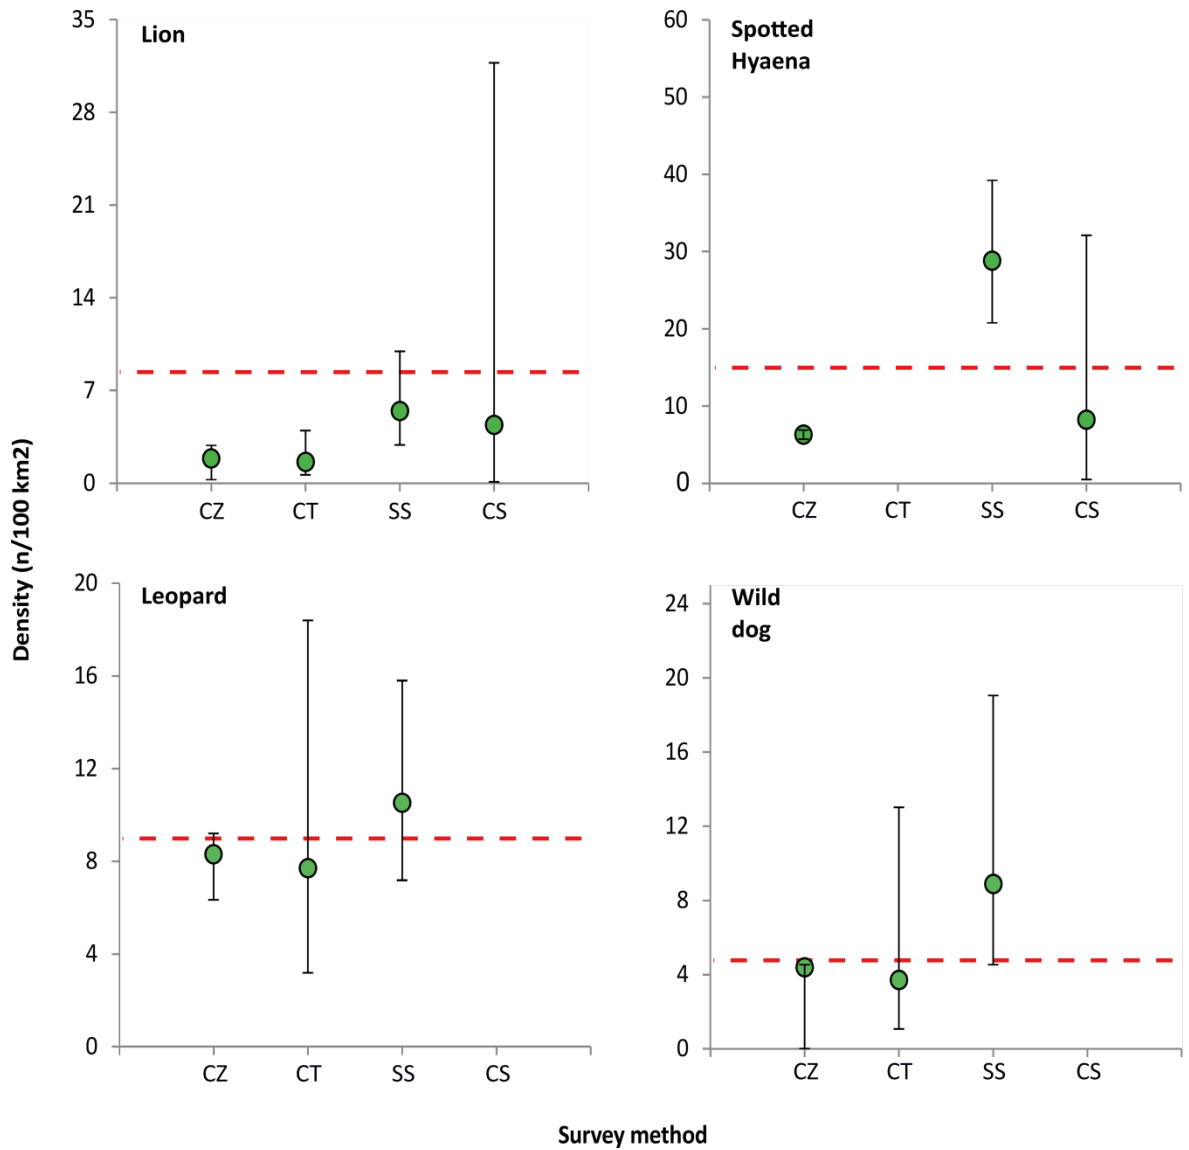 Density (n/100 km2)
Lion
35
28
21
14
7
0
CZ CT SS CS
Spotted
Hyaena
60
50
40
30
20
10
0
CZ CT SS CS
Leopard
20
16
12
8
4
0
CZ CT SS CS
Wild
dog
24
20
16
12
8
4
0
CZ CT SS CS
Survey method